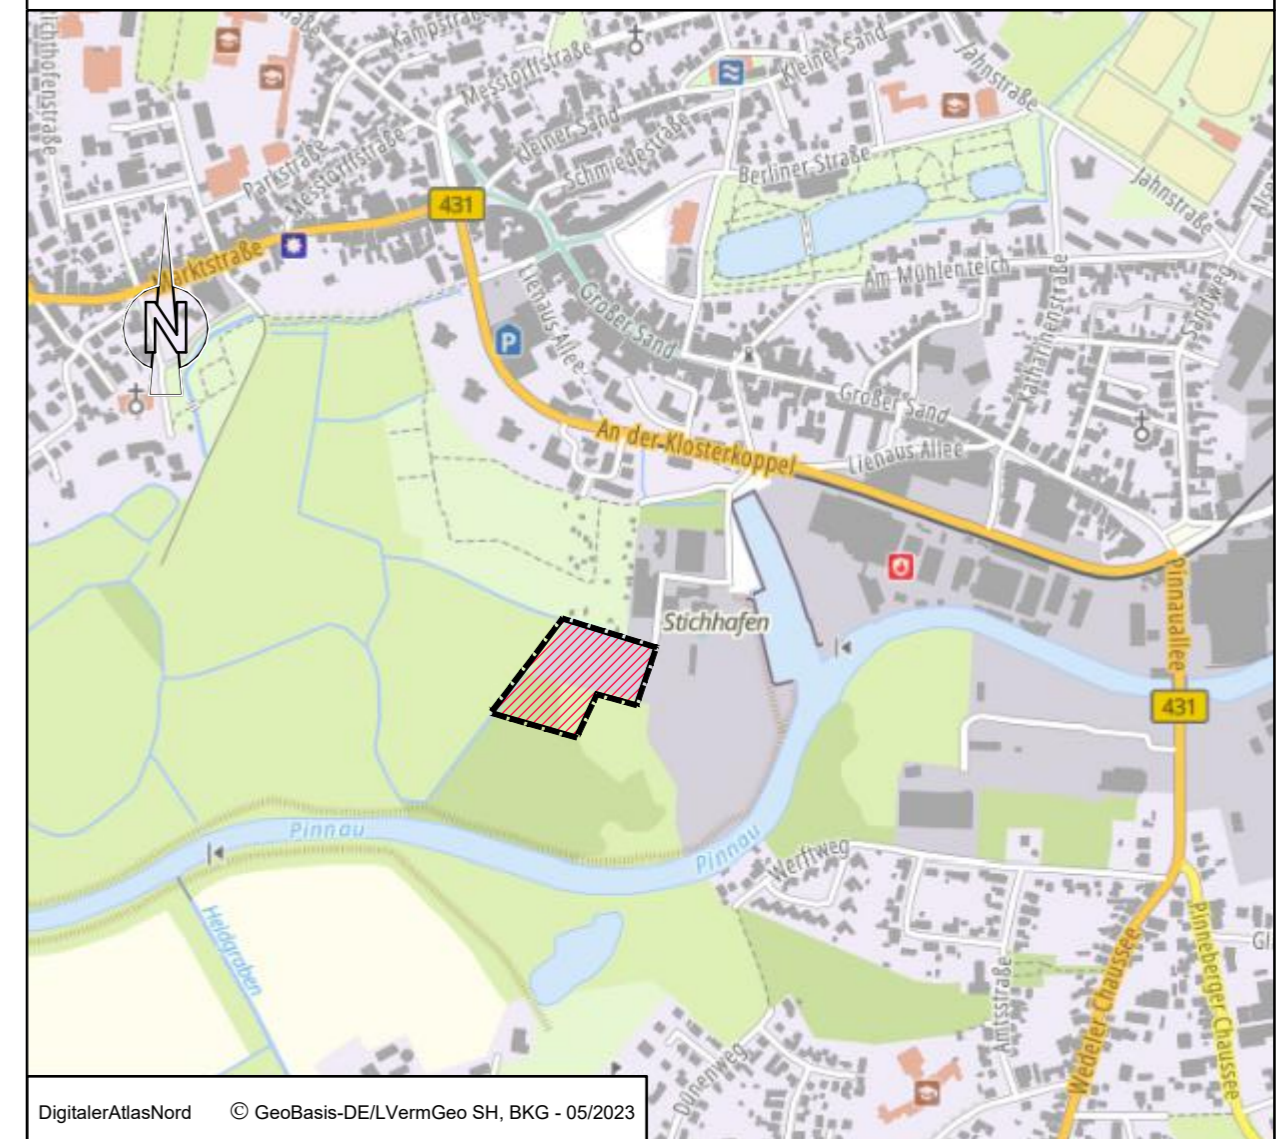 Kampstraße
Messtorffstraße
Kleiner Sand
Jahnstraße
Kleiner Sand
Schmiedestraße
Parkstraße
Messtorffstraße
Berliner Straße
Jahnstraße
431
Marktstraße
Lienaus Allee
Großer Sand
Am Mühlenteich
Katharinenstraße
Sandweg
N
P
Großer Sand
An der Klosterkoppel
Lienaus Allee
Pinnauallee
Stichhafen
431
Pinnau
Pinnau
Werftweg
Heidgraben
Amtsstraße
Wedeler Chaussee
Pinneberger Chaussee
Dünenweg
DigitalerAtlasNord © GeoBasis-DE/LVermGeo SH, BKG - 05/2023